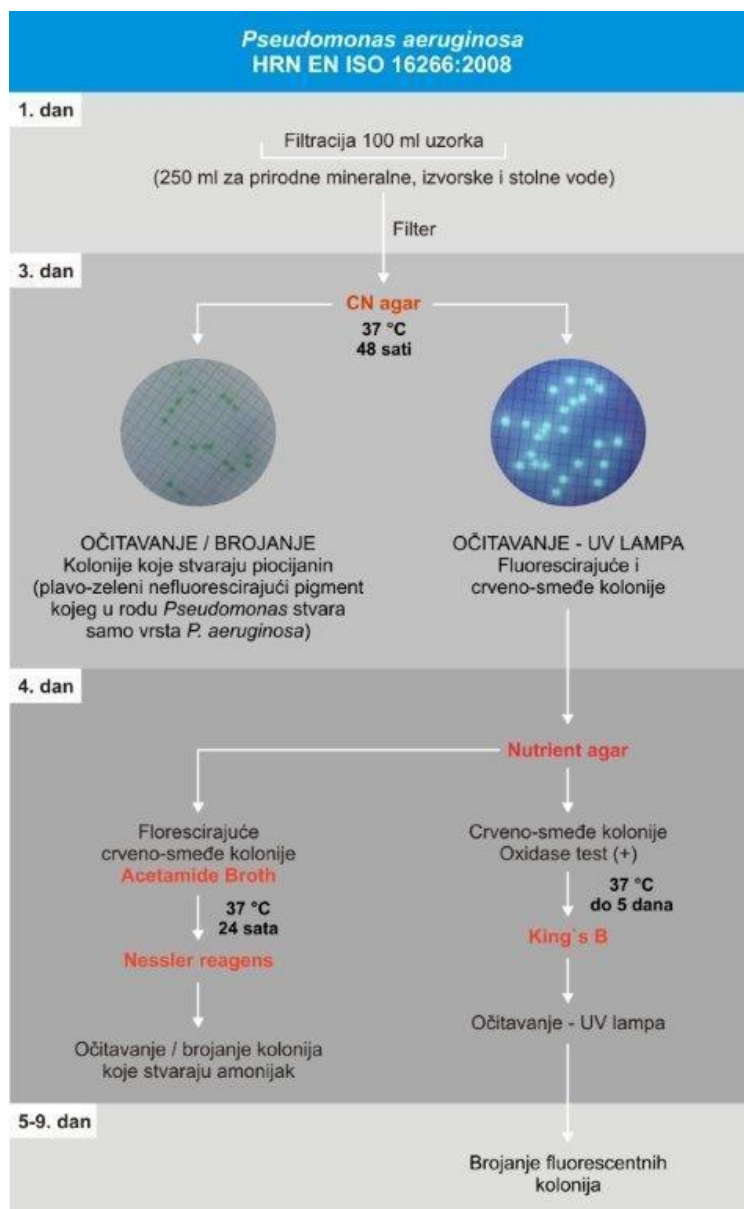 Pseudomonas aeruginosa
HRN EN ISO 16266:2008
1. dan
Filtracija 100 ml uzorka
(250 ml za prirodne mineralne, izvorske i stolne vode)
Filter
3. dan
CN agar
37 °C
48 sati
OČITAVANJE / BROJANJE
Kolonije koje stvaraju piocijanin
(plavo-zeleni nefluorescirajući pigment
kojeg u rodu Pseudomonas stvara
samo vrsta P. aeruginosa)
OČITAVANJE - UV LAMPA
Fluorescirajuće i
crveno-smeđe kolonije
4. dan
Nutrient agar
Florescirajuće
crveno-smeđe kolonije
Acetamide Broth
37 °C
24 sata
Nessler reagens
Očitavanje / brojanje kolonija
koje stvaraju amonijak
Crveno-smeđe kolonije
Oxidase test (+)
37 °C
do 5 dana
King`s B
Očitavanje - UV lampa
5-9. dan
Brojanje fluorescentnih
kolonija